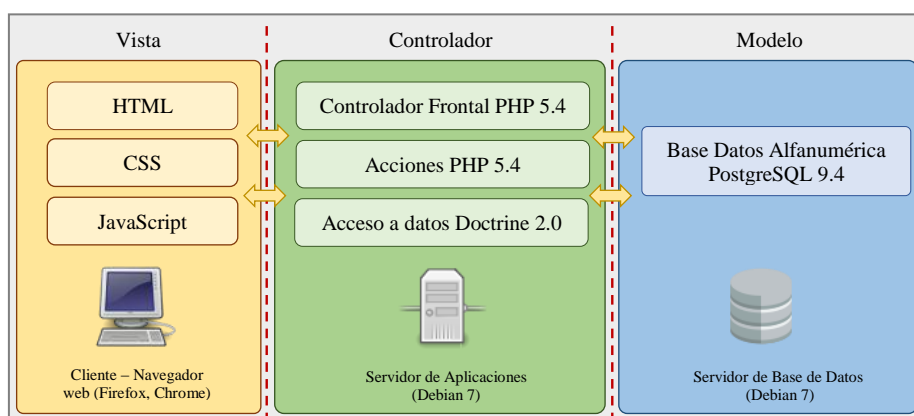 Vista
HTML
CSS
JavaScript
Cliente – Navegador
web (Firefox, Chrome)
Controlador
Controlador Frontal PHP 5.4
Acciones PHP 5.4
Acceso a datos Doctrine 2.0
Servidor de Aplicaciones
(Debian 7)
Modelo
Base Datos Alfanumérica
PostgreSQL 9.4
Servidor de Base de Datos
(Debian 7)